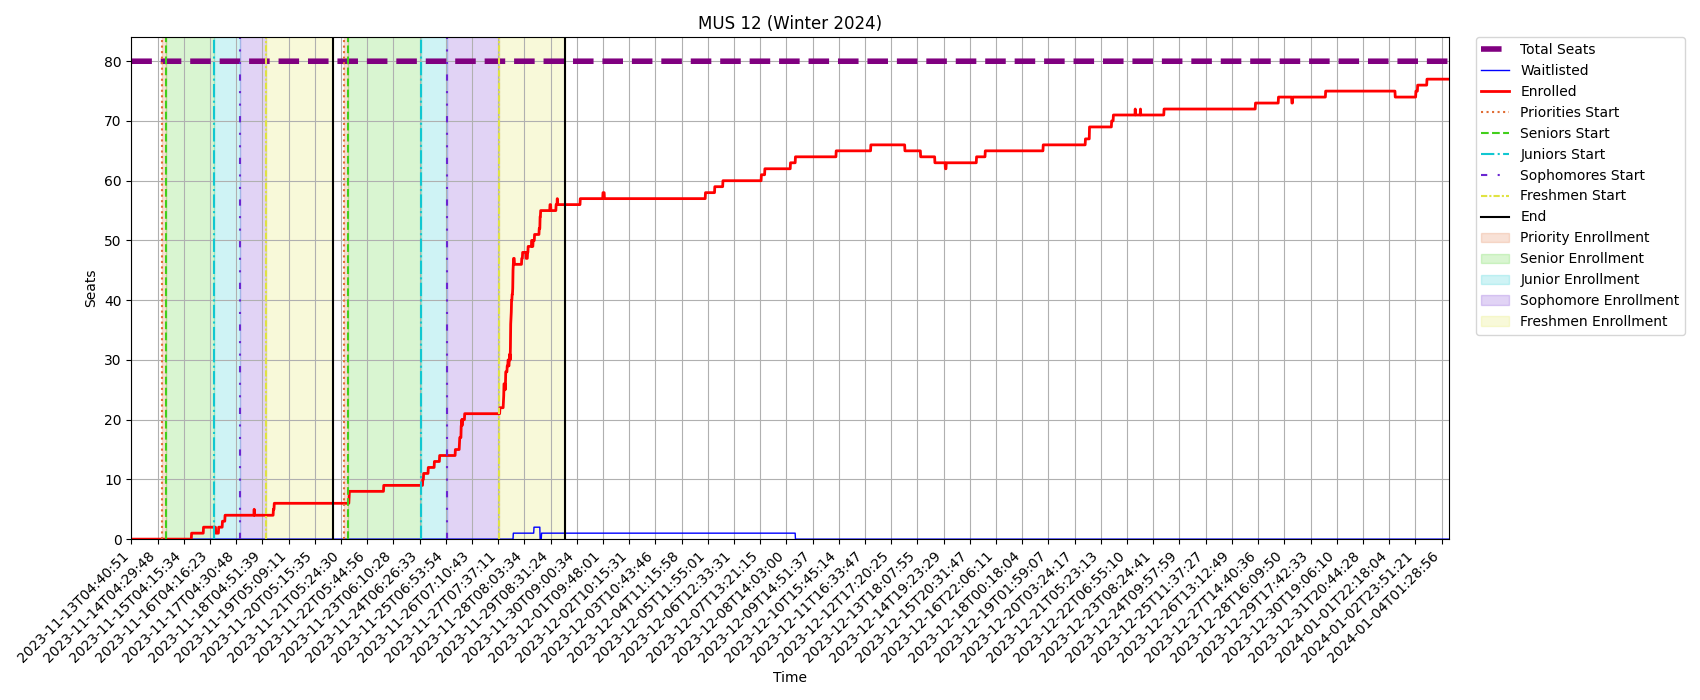 MUS 12 (Winter 2024)
Seats
80
70
60
50
40
30
20
10
0
2023-11-13T04:40:51
2023-11-14T04:29:48
2023-11-15T04:15:34
2023-11-16T04:16:23
2023-11-17T04:30:48
2023-11-18T04:51:39
2023-11-19T05:09:11
2023-11-20T05:15:35
2023-11-21T05:24:30
2023-11-22T05:44:56
2023-11-23T06:10:28
2023-11-24T06:26:33
2023-11-25T06:53:54
2023-11-26T07:10:43
2023-11-27T07:37:11
2023-11-28T08:03:34
2023-11-29T08:31:24
2023-11-30T09:00:34
2023-12-01T09:48:01
2023-12-02T10:15:31
2023-12-03T10:43:46
2023-12-04T11:15:58
2023-12-05T11:55:01
2023-12-06T12:33:31
2023-12-07T13:21:15
2023-12-08T14:03:00
2023-12-09T14:51:37
2023-12-10T15:45:14
2023-12-11T16:33:47
2023-12-12T17:20:25
2023-12-13T18:07:55
2023-12-14T19:23:29
2023-12-15T20:31:47
2023-12-16T22:06:11
2023-12-18T00:18:04
2023-12-19T01:59:07
2023-12-20T03:24:17
2023-12-21T05:23:13
2023-12-22T06:55:10
2023-12-23T08:24:41
2023-12-24T09:57:59
2023-12-25T11:37:27
2023-12-26T13:12:49
2023-12-27T14:40:36
2023-12-28T16:09:50
2023-12-29T17:42:33
2023-12-30T19:06:10
2023-12-31T20:44:28
2024-01-01T22:18:04
2024-01-02T23:51:21
2024-01-04T01:28:56
Time
Total Seats
Waitlisted
Enrolled
Priorities Start
Seniors Start
Juniors Start
Sophomores Start
Freshmen Start
End
Priority Enrollment
Senior Enrollment
Junior Enrollment
Sophomore Enrollment
Freshmen Enrollment